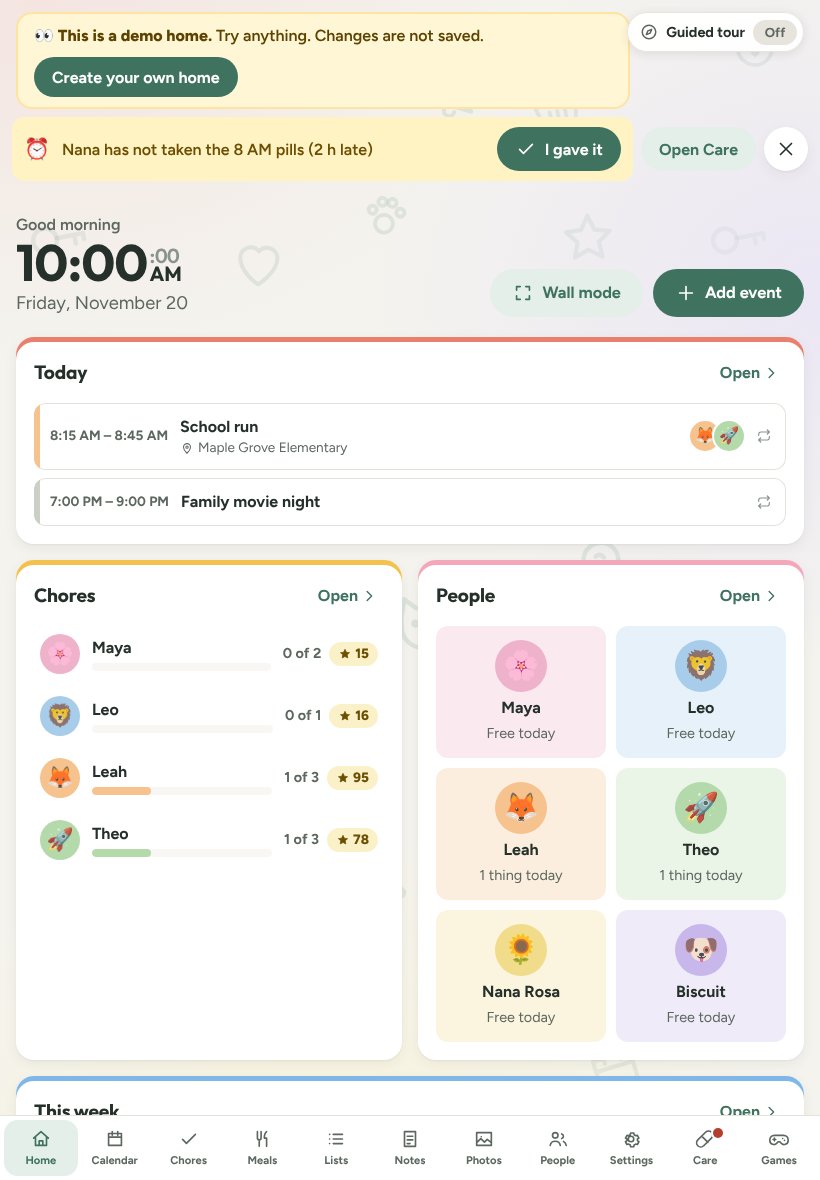 This is a demo home. Try anything. Changes are not saved.
Create your own home
Guided tour Off
Nana has not taken the 8 AM pills (2 h late)
I gave it
Open Care
Good morning
10:00:00 AM
Friday, November 20
Wall mode
Add event
Today
Open
8:15 AM – 8:45 AM
School run
Maple Grove Elementary
7:00 PM – 9:00 PM
Family movie night
Chores
Open
Maya
0 of 2
15
Leo
0 of 1
16
Leah
1 of 3
95
Theo
1 of 3
78
People
Open
Maya
Free today
Leo
Free today
Leah
1 thing today
Theo
1 thing today
Nana Rosa
Free today
Biscuit
Free today
This week
Open
Home
Calendar
Chores
Meals
Lists
Notes
Photos
People
Settings
Care
Games